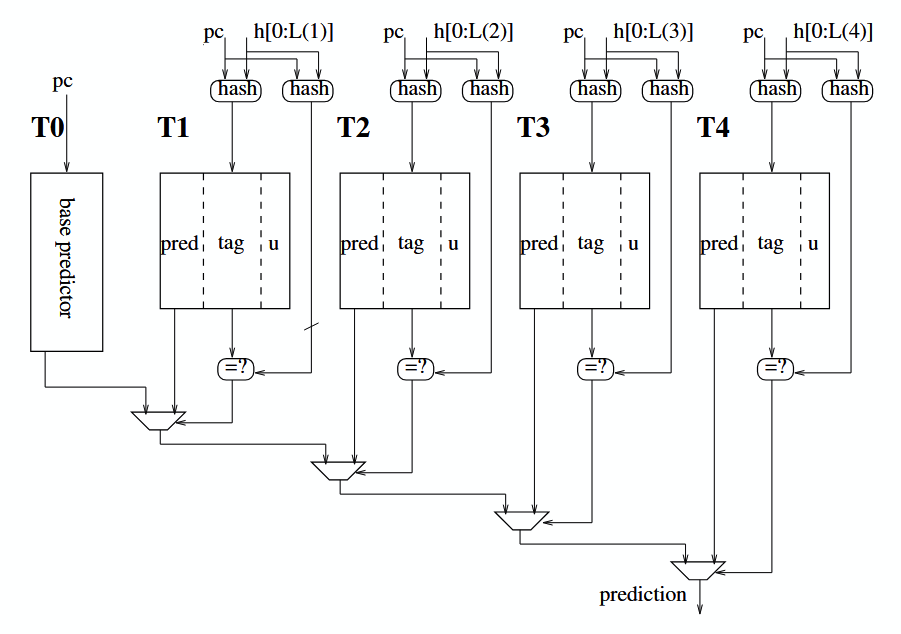 pc h[0:L(1)] pc h[0:L(2)] pc h[0:L(3)] pc h[0:L(4)]
pc hash hash hash hash hash hash hash hash
T0 T1 T2 T3 T4
base predictor
pred tag u pred tag u pred tag u pred tag u
=? =? =? =?
prediction